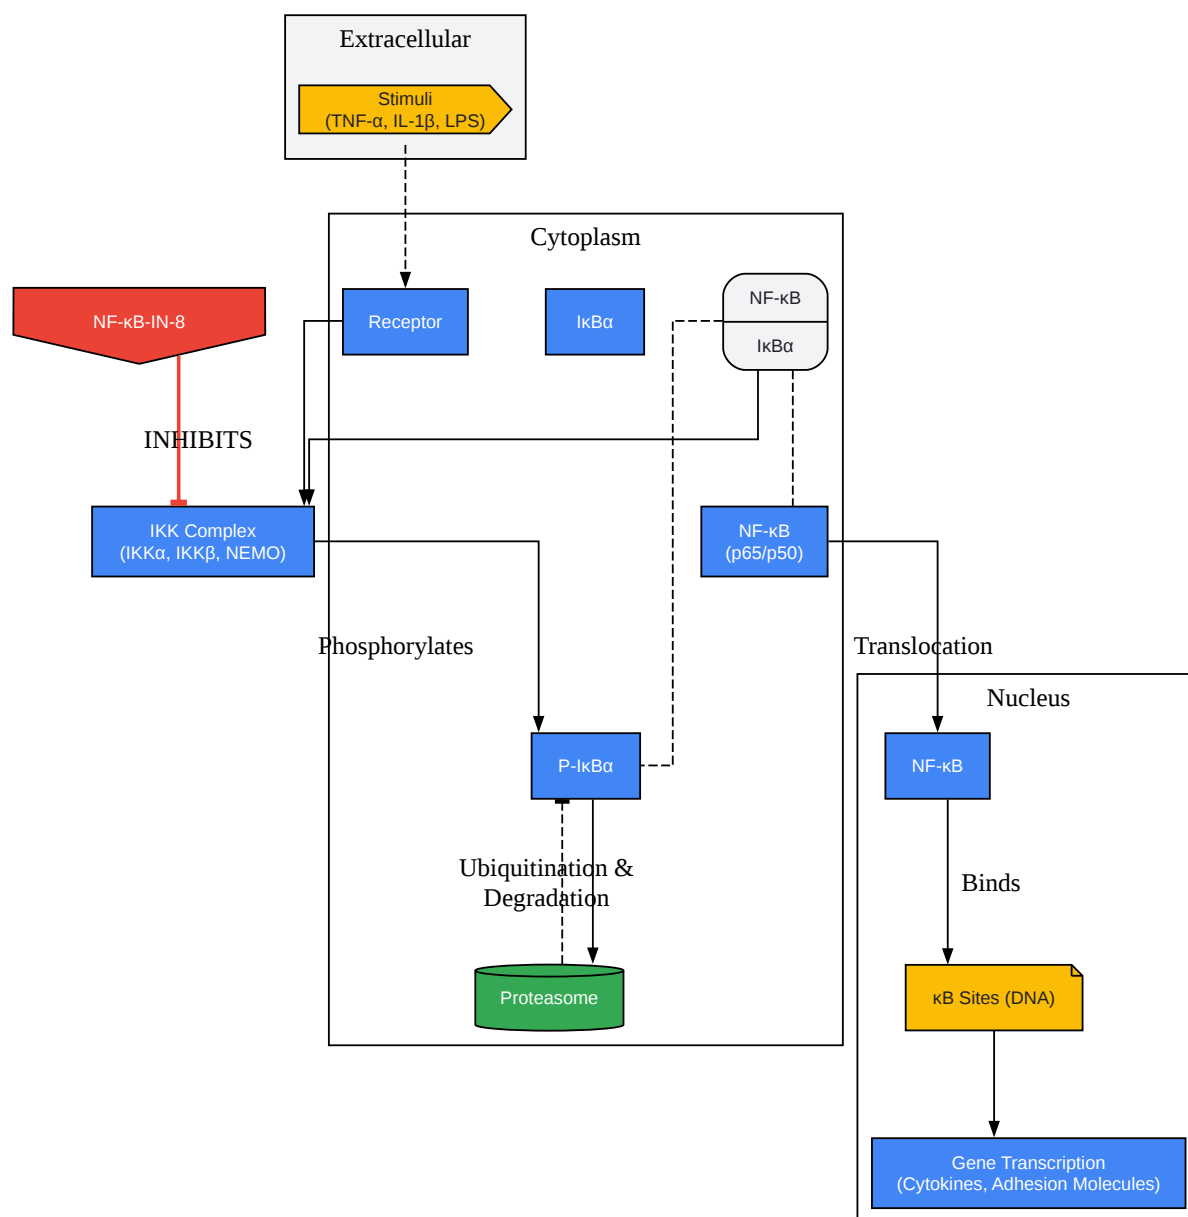 Extracellular
Stimuli
(TNF-α, IL-1β, LPS)
Cytoplasm
NF-κB-IN-8
Receptor
IκBα
NF-κB
IκBα
INHIBITS
IKK Complex
(IKKα, IKKβ, NEMO)
NF-κB
(p65/p50)
Phosphorylates
Translocation
Nucleus
P-IκBα
NF-κB
Ubiquitination &
Degradation
Binds
Proteasome
κB Sites (DNA)
Gene Transcription
(Cytokines, Adhesion Molecules)